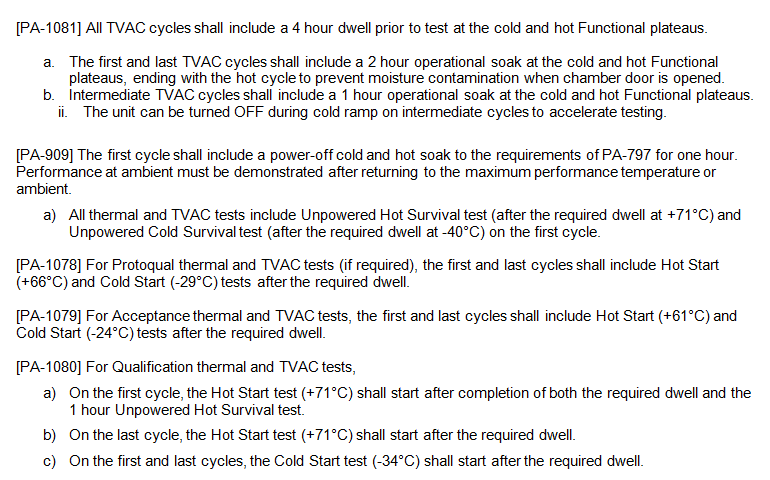 [PA-1081] All TVAC cycles shall include a 4 hour dwell prior to test at the cold and hot Functional plateaus.
a. The first and last TVAC cycles shall include a 2 hour operational soak at the cold and hot Functional
plateaus, ending with the hot cycle to prevent moisture contamination when chamber door is opened.
b. Intermediate TVAC cycles shall include a 1 hour operational soak at the cold and hot Functional plateaus.
ii. The unit can be turned OFF during cold ramp on intermediate cycles to accelerate testing.
[PA-909] The first cycle shall include a power-off cold and hot soak to the requirements of PA-797 for one hour.
Performance at ambient must be demonstrated after returning to the maximum performance temperature or
ambient.
a) All thermal and TVAC tests include Unpowered Hot Survival test (after the required dwell at +71°C) and
Unpowered Cold Survival test (after the required dwell at -40°C) on the first cycle.
[PA-1078] For Protoqual thermal and TVAC tests (if required), the first and last cycles shall include Hot Start
(+66°C) and Cold Start (-29°C) tests after the required dwell.
[PA-1079] For Acceptance thermal and TVAC tests, the first and last cycles shall include Hot Start (+61°C) and
Cold Start (-24°C) tests after the required dwell.
[PA-1080] For Qualification thermal and TVAC tests,
a) On the first cycle, the Hot Start test (+71°C) shall start after completion of both the required dwell and the
1 hour Unpowered Hot Survival test.
b) On the last cycle, the Hot Start test (+71°C) shall start after the required dwell.
c) On the first and last cycles, the Cold Start test (-34°C) shall start after the required dwell.